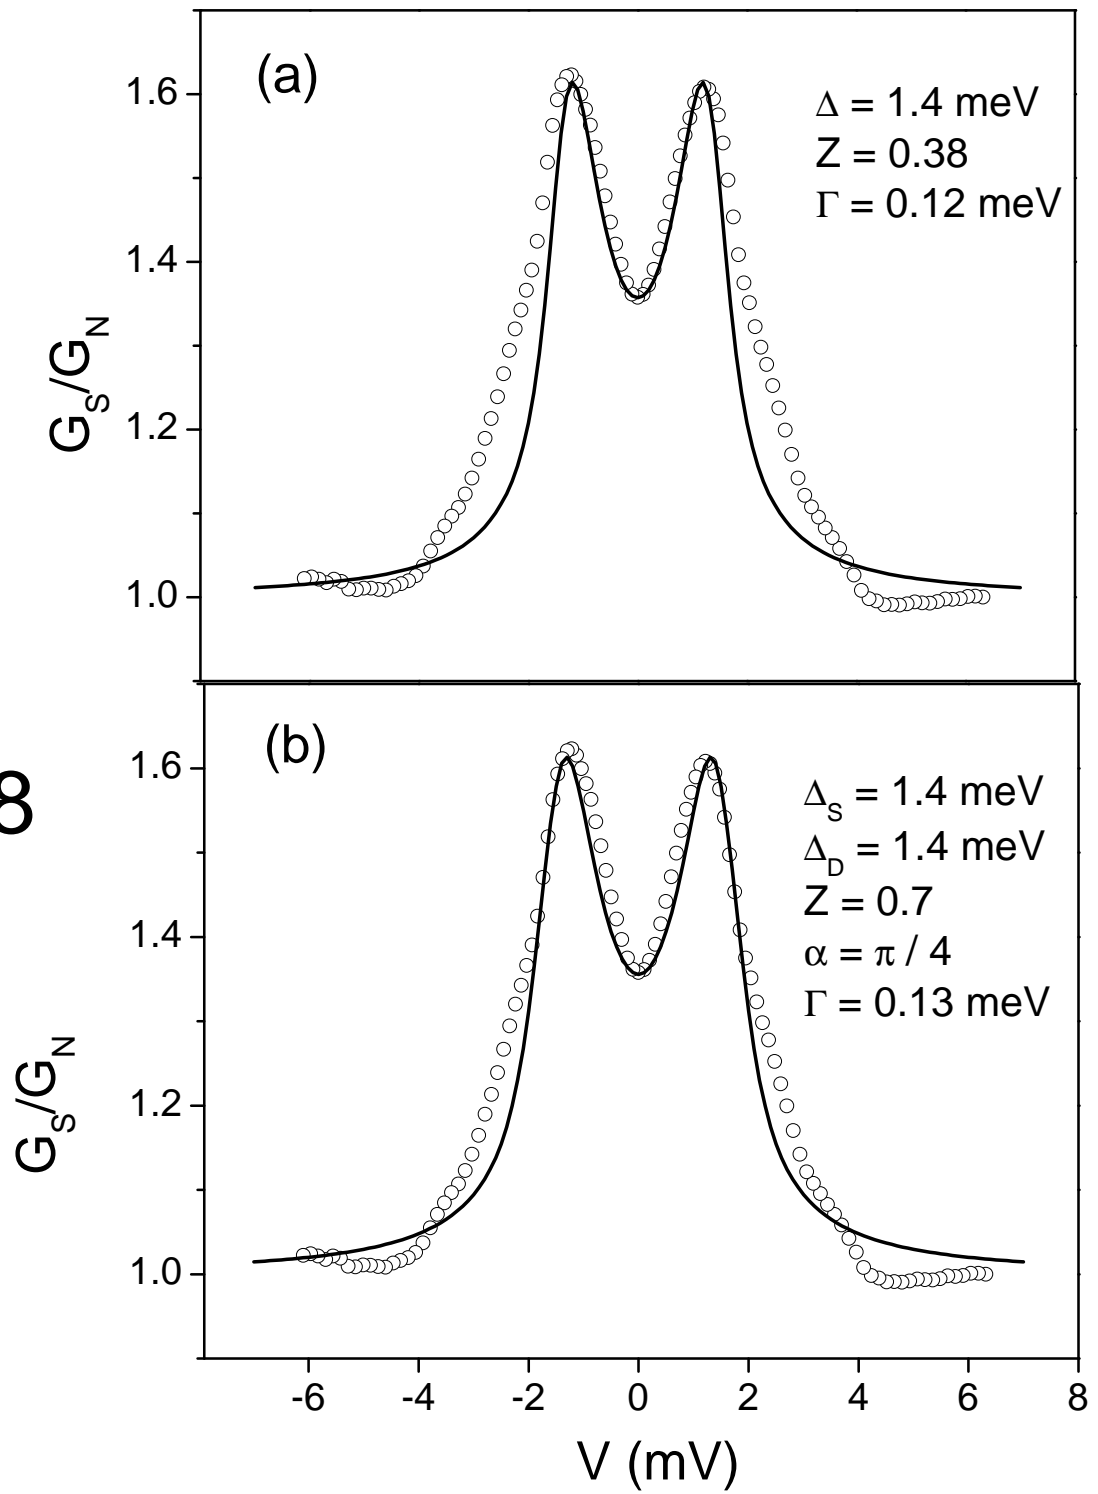 (a)
Δ = 1.4 meV
Z = 0.38
Γ = 0.12 meV
1.6
1.4
1.2
1.0
G_S/G_N
(b)
Δ_S = 1.4 meV
Δ_D = 1.4 meV
Z = 0.7
α = π / 4
Γ = 0.13 meV
8
1.6
1.4
1.2
1.0
G_S/G_N
-6 -4 -2 0 2 4 6 8
V (mV)